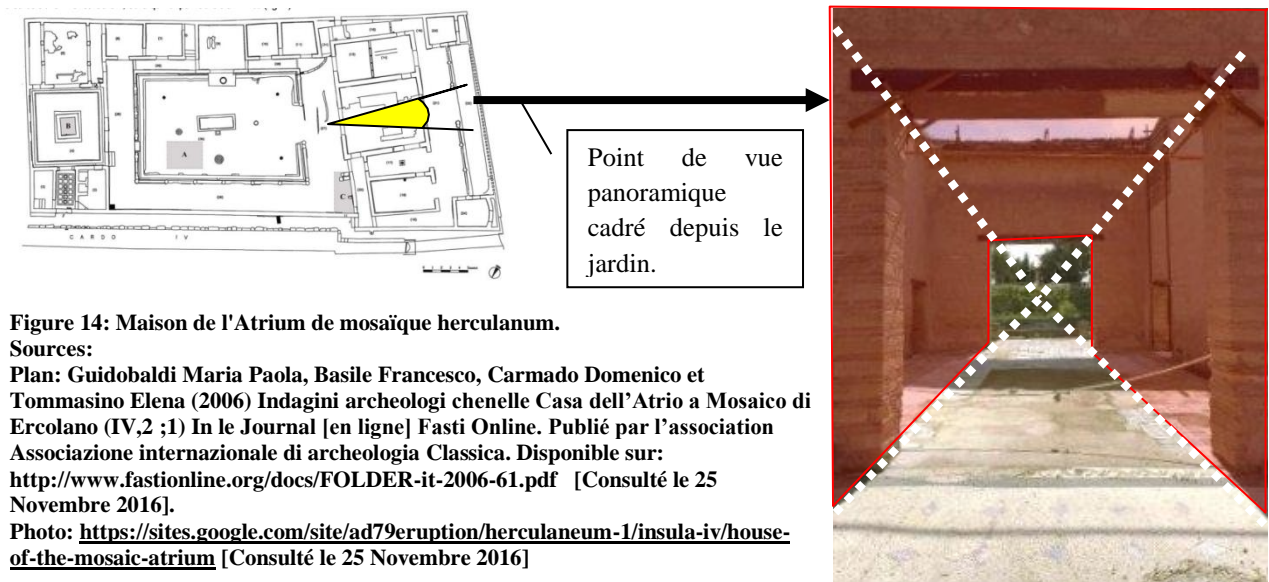 C A R D O   I V
A
B
C
Point de vue
panoramique
cadré depuis le
jardin.
Figure 14: Maison de l'Atrium de mosaïque herculanum.
Sources:
Plan: Guidobaldi Maria Paola, Basile Francesco, Carmado Domenico et
Tommasino Elena (2006) Indagini archeologi chenelle Casa dell’Atrio a Mosaico di
Ercolano (IV,2 ;1) In le Journal [en ligne] Fasti Online. Publié par l’association
Associazione internazionale di archeologia Classica. Disponible sur:
http://www.fastionline.org/docs/FOLDER-it-2006-61.pdf [Consulté le 25
Novembre 2016].
Photo: https://sites.google.com/site/ad79eruption/herculaneum-1/insula-iv/house-
of-the-mosaic-atrium [Consulté le 25 Novembre 2016]